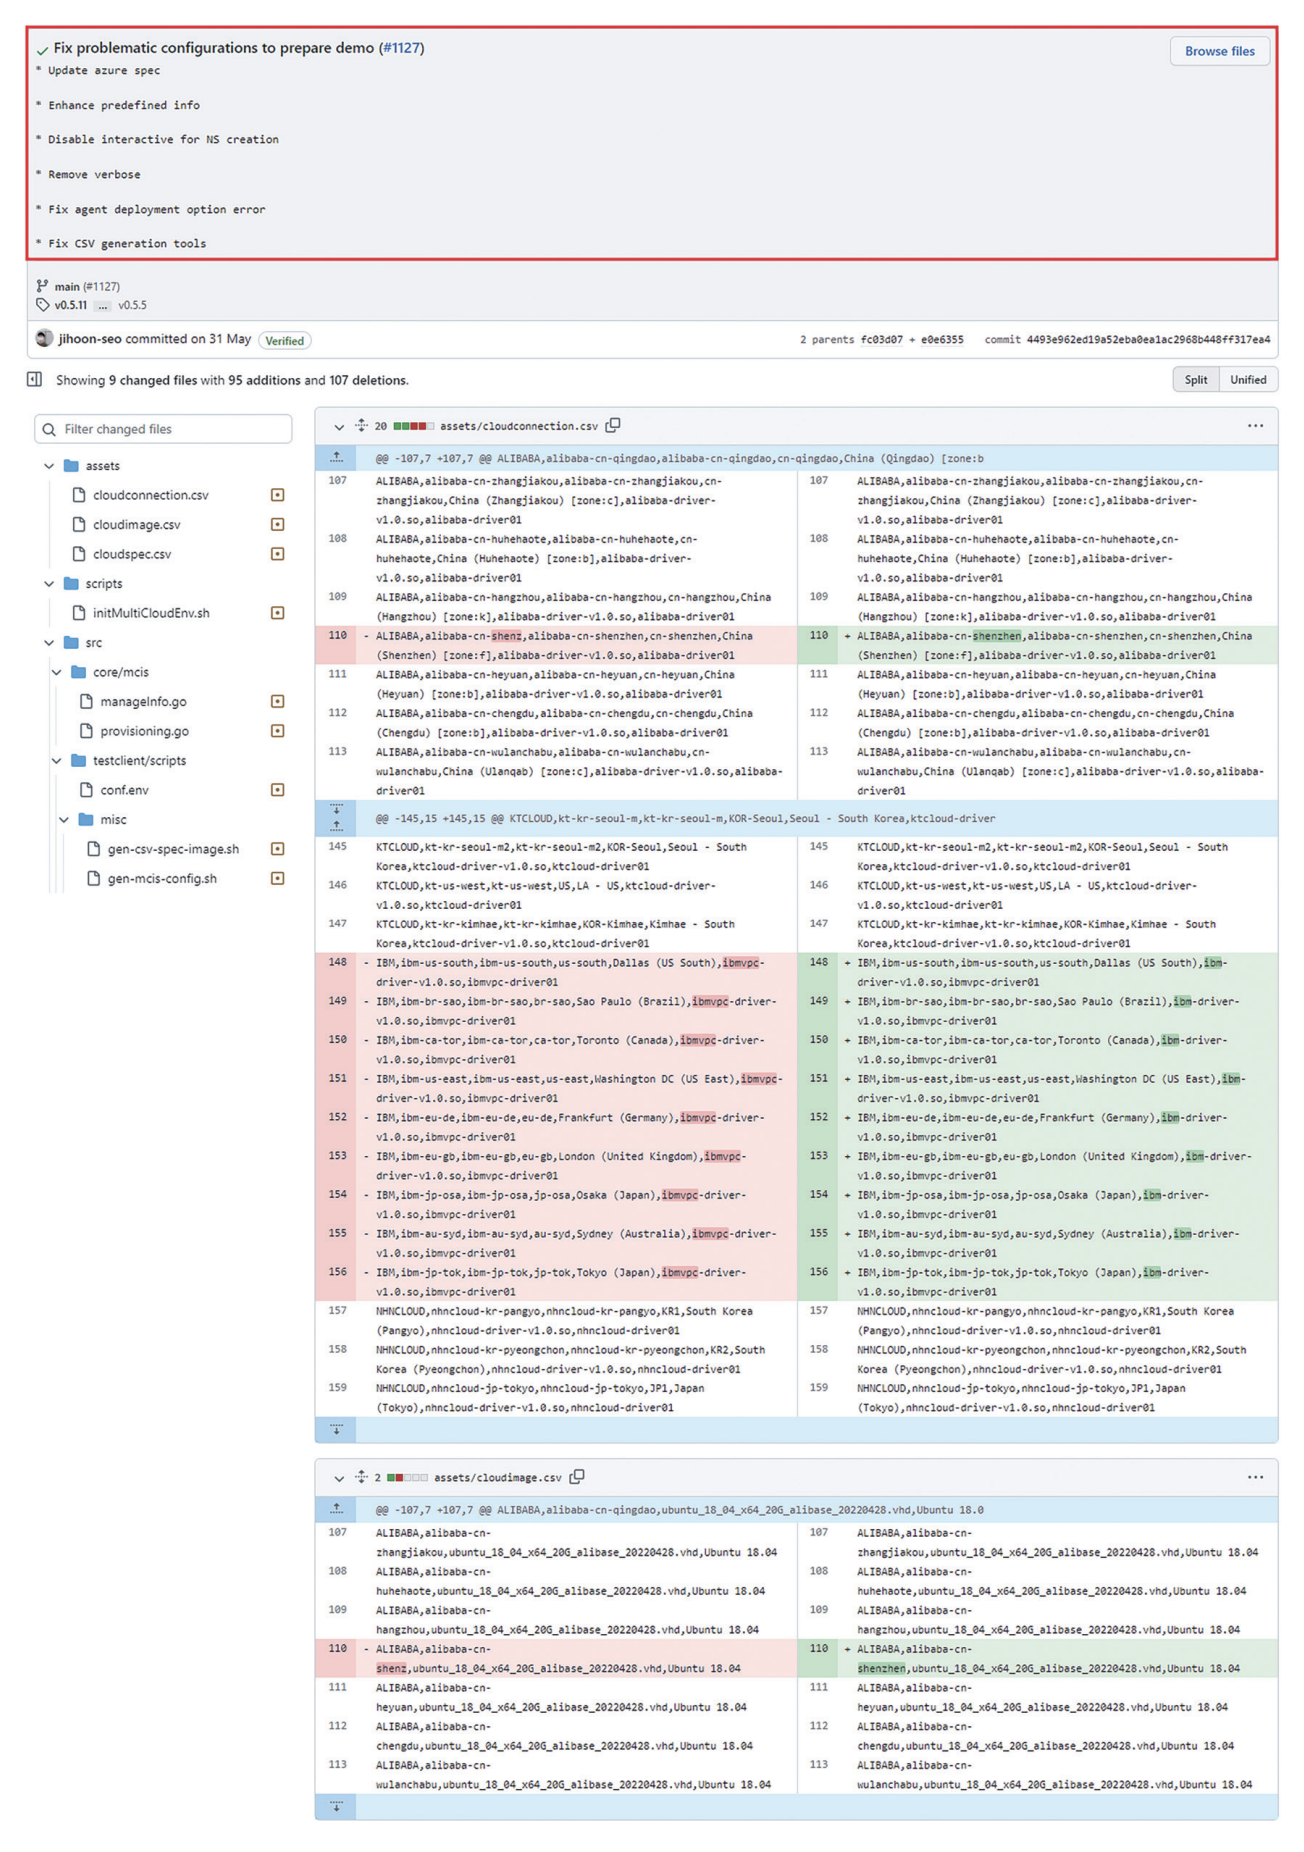 Fix problematic configurations to prepare demo (#1127)
Browse files
* Update azure spec
* Enhance predefined info
* Disable interactive for NS creation
* Remove verbose
* Fix agent deployment option error
* Fix CSV generation tools
main (#1127)
v0.5.11 ... v0.5.5
jihoon-seo committed on 31 May Verified
2 parents fc03d07 + e0e6355 commit 4493e962ed19a52eba0ea1ac2968b448ff317ea4
Showing 9 changed files with 95 additions and 107 deletions.
Split Unified
Filter changed files
assets
cloudconnection.csv
cloudimage.csv
cloudspec.csv
scripts
initMultiCloudEnv.sh
src
core/mcis
manageInfo.go
provisioning.go
testclient/scripts
conf.env
misc
gen-csv-spec-image.sh
gen-mcis-config.sh
20 assets/cloudconnection.csv
@@ -107,7 +107,7 @@ ALIBABA,alibaba-cn-qingdao,alibaba-cn-qingdao,cn-qingdao,China (Qingdao) [zone:b
107 ALIBABA,alibaba-cn-zhangjiakou,alibaba-cn-zhangjiakou,cn-
zhangjiakou,China (Zhangjiakou) [zone:c],alibaba-driver-
v1.0.so,alibaba-driver01
108 ALIBABA,alibaba-cn-huhehaote,alibaba-cn-huhehaote,cn-
huhehaote,China (Huhehaote) [zone:b],alibaba-driver-
v1.0.so,alibaba-driver01
109 ALIBABA,alibaba-cn-hangzhou,alibaba-cn-hangzhou,cn-hangzhou,China
(Hangzhou) [zone:k],alibaba-driver-v1.0.so,alibaba-driver01
110 - ALIBABA,alibaba-cn-shenz,alibaba-cn-shenzhen,cn-shenzhen,China
(Shenzhen) [zone:f],alibaba-driver-v1.0.so,alibaba-driver01
111 ALIBABA,alibaba-cn-heyuan,alibaba-cn-heyuan,cn-heyuan,China
(Heyuan) [zone:b],alibaba-driver-v1.0.so,alibaba-driver01
112 ALIBABA,alibaba-cn-chengdu,alibaba-cn-chengdu,cn-chengdu,China
(Chengdu) [zone:b],alibaba-driver-v1.0.so,alibaba-driver01
113 ALIBABA,alibaba-cn-wulanchabu,alibaba-cn-wulanchabu,cn-
wulanchabu,China (Ulanqab) [zone:c],alibaba-driver-v1.0.so,alibaba-
driver01
107 ALIBABA,alibaba-cn-zhangjiakou,alibaba-cn-zhangjiakou,cn-
zhangjiakou,China (Zhangjiakou) [zone:c],alibaba-driver-
v1.0.so,alibaba-driver01
108 ALIBABA,alibaba-cn-huhehaote,alibaba-cn-huhehaote,cn-
huhehaote,China (Huhehaote) [zone:b],alibaba-driver-
v1.0.so,alibaba-driver01
109 ALIBABA,alibaba-cn-hangzhou,alibaba-cn-hangzhou,cn-hangzhou,China
(Hangzhou) [zone:k],alibaba-driver-v1.0.so,alibaba-driver01
110 + ALIBABA,alibaba-cn-shenzhen,alibaba-cn-shenzhen,cn-shenzhen,China
(Shenzhen) [zone:f],alibaba-driver-v1.0.so,alibaba-driver01
111 ALIBABA,alibaba-cn-heyuan,alibaba-cn-heyuan,cn-heyuan,China
(Heyuan) [zone:b],alibaba-driver-v1.0.so,alibaba-driver01
112 ALIBABA,alibaba-cn-chengdu,alibaba-cn-chengdu,cn-chengdu,China
(Chengdu) [zone:b],alibaba-driver-v1.0.so,alibaba-driver01
113 ALIBABA,alibaba-cn-wulanchabu,alibaba-cn-wulanchabu,cn-
wulanchabu,China (Ulanqab) [zone:c],alibaba-driver-v1.0.so,alibaba-
driver01
@@ -145,15 +145,15 @@ KTCLOUD,kt-kr-seoul-m,kt-kr-seoul-m,KOR-Seoul,Seoul - South Korea,ktcloud-driver
145 KTCLOUD,kt-kr-seoul-m2,kt-kr-seoul-m2,KOR-Seoul,Seoul - South
Korea,ktcloud-driver-v1.0.so,ktcloud-driver01
146 KTCLOUD,kt-us-west,kt-us-west,US,LA - US,ktcloud-driver-
v1.0.so,ktcloud-driver01
147 KTCLOUD,kt-kr-kimhae,kt-kr-kimhae,KOR-Kimhae,Kimhae - South
Korea,ktcloud-driver-v1.0.so,ktcloud-driver01
148 - IBM,ibm-us-south,ibm-us-south,us-south,Dallas (US South),ibmvpc-
driver-v1.0.so,ibmvpc-driver01
149 - IBM,ibm-br-sao,ibm-br-sao,br-sao,Sao Paulo (Brazil),ibmvpc-driver-
v1.0.so,ibmvpc-driver01
150 - IBM,ibm-ca-tor,ibm-ca-tor,ca-tor,Toronto (Canada),ibmvpc-driver-
v1.0.so,ibmvpc-driver01
151 - IBM,ibm-us-east,ibm-us-east,us-east,Washington DC (US East),ibmvpc-
driver-v1.0.so,ibmvpc-driver01
152 - IBM,ibm-eu-de,ibm-eu-de,eu-de,Frankfurt (Germany),ibmvpc-driver-
v1.0.so,ibmvpc-driver01
153 - IBM,ibm-eu-gb,ibm-eu-gb,eu-gb,London (United Kingdom),ibmvpc-
driver-v1.0.so,ibmvpc-driver01
154 - IBM,ibm-jp-osa,ibm-jp-osa,jp-osa,Osaka (Japan),ibmvpc-driver-
v1.0.so,ibmvpc-driver01
155 - IBM,ibm-au-syd,ibm-au-syd,au-syd,Sydney (Australia),ibmvpc-driver-
v1.0.so,ibmvpc-driver01
156 - IBM,ibm-jp-tok,ibm-jp-tok,jp-tok,Tokyo (Japan),ibmvpc-driver-
v1.0.so,ibmvpc-driver01
157 NHNCLOUD,nhncloud-kr-pangyo,nhncloud-kr-pangyo,KR1,South Korea
(Pangyo),nhncloud-driver-v1.0.so,nhncloud-driver01
158 NHNCLOUD,nhncloud-kr-pyeongchon,nhncloud-kr-pyeongchon,KR2,South
Korea (Pyeongchon),nhncloud-driver-v1.0.so,nhncloud-driver01
159 NHNCLOUD,nhncloud-jp-tokyo,nhncloud-jp-tokyo,JP1,Japan
(Tokyo),nhncloud-driver-v1.0.so,nhncloud-driver01
145 KTCLOUD,kt-kr-seoul-m2,kt-kr-seoul-m2,KOR-Seoul,Seoul - South
Korea,ktcloud-driver-v1.0.so,ktcloud-driver01
146 KTCLOUD,kt-us-west,kt-us-west,US,LA - US,ktcloud-driver-
v1.0.so,ktcloud-driver01
147 KTCLOUD,kt-kr-kimhae,kt-kr-kimhae,KOR-Kimhae,Kimhae - South
Korea,ktcloud-driver-v1.0.so,ktcloud-driver01
148 + IBM,ibm-us-south,ibm-us-south,us-south,Dallas (US South),ibm-
driver-v1.0.so,ibmvpc-driver01
149 + IBM,ibm-br-sao,ibm-br-sao,br-sao,Sao Paulo (Brazil),ibm-driver-
v1.0.so,ibmvpc-driver01
150 + IBM,ibm-ca-tor,ibm-ca-tor,ca-tor,Toronto (Canada),ibm-driver-
v1.0.so,ibmvpc-driver01
151 + IBM,ibm-us-east,ibm-us-east,us-east,Washington DC (US East),ibm-
driver-v1.0.so,ibmvpc-driver01
152 + IBM,ibm-eu-de,ibm-eu-de,eu-de,Frankfurt (Germany),ibm-driver-
v1.0.so,ibmvpc-driver01
153 + IBM,ibm-eu-gb,ibm-eu-gb,eu-gb,London (United Kingdom),ibm-driver-
v1.0.so,ibmvpc-driver01
154 + IBM,ibm-jp-osa,ibm-jp-osa,jp-osa,Osaka (Japan),ibm-driver-
v1.0.so,ibmvpc-driver01
155 + IBM,ibm-au-syd,ibm-au-syd,au-syd,Sydney (Australia),ibm-driver-
v1.0.so,ibmvpc-driver01
156 + IBM,ibm-jp-tok,ibm-jp-tok,jp-tok,Tokyo (Japan),ibm-driver-
v1.0.so,ibmvpc-driver01
157 NHNCLOUD,nhncloud-kr-pangyo,nhncloud-kr-pangyo,KR1,South Korea
(Pangyo),nhncloud-driver-v1.0.so,nhncloud-driver01
158 NHNCLOUD,nhncloud-kr-pyeongchon,nhncloud-kr-pyeongchon,KR2,South
Korea (Pyeongchon),nhncloud-driver-v1.0.so,nhncloud-driver01
159 NHNCLOUD,nhncloud-jp-tokyo,nhncloud-jp-tokyo,JP1,Japan
(Tokyo),nhncloud-driver-v1.0.so,nhncloud-driver01
2 assets/cloudimage.csv
@@ -107,7 +107,7 @@ ALIBABA,alibaba-cn-qingdao,ubuntu_18_04_x64_20G_alibase_20220428.vhd,Ubuntu 18.0
107 ALIBABA,alibaba-cn-
zhangjiakou,ubuntu_18_04_x64_20G_alibase_20220428.vhd,Ubuntu 18.04
108 ALIBABA,alibaba-cn-
huhehaote,ubuntu_18_04_x64_20G_alibase_20220428.vhd,Ubuntu 18.04
109 ALIBABA,alibaba-cn-
hangzhou,ubuntu_18_04_x64_20G_alibase_20220428.vhd,Ubuntu 18.04
110 - ALIBABA,alibaba-cn-
shenz,ubuntu_18_04_x64_20G_alibase_20220428.vhd,Ubuntu 18.04
111 ALIBABA,alibaba-cn-
heyuan,ubuntu_18_04_x64_20G_alibase_20220428.vhd,Ubuntu 18.04
112 ALIBABA,alibaba-cn-
chengdu,ubuntu_18_04_x64_20G_alibase_20220428.vhd,Ubuntu 18.04
113 ALIBABA,alibaba-cn-
wulanchabu,ubuntu_18_04_x64_20G_alibase_20220428.vhd,Ubuntu 18.04
107 ALIBABA,alibaba-cn-
zhangjiakou,ubuntu_18_04_x64_20G_alibase_20220428.vhd,Ubuntu 18.04
108 ALIBABA,alibaba-cn-
huhehaote,ubuntu_18_04_x64_20G_alibase_20220428.vhd,Ubuntu 18.04
109 ALIBABA,alibaba-cn-
hangzhou,ubuntu_18_04_x64_20G_alibase_20220428.vhd,Ubuntu 18.04
110 + ALIBABA,alibaba-cn-
shenzhen,ubuntu_18_04_x64_20G_alibase_20220428.vhd,Ubuntu 18.04
111 ALIBABA,alibaba-cn-
heyuan,ubuntu_18_04_x64_20G_alibase_20220428.vhd,Ubuntu 18.04
112 ALIBABA,alibaba-cn-
chengdu,ubuntu_18_04_x64_20G_alibase_20220428.vhd,Ubuntu 18.04
113 ALIBABA,alibaba-cn-
wulanchabu,ubuntu_18_04_x64_20G_alibase_20220428.vhd,Ubuntu 18.04